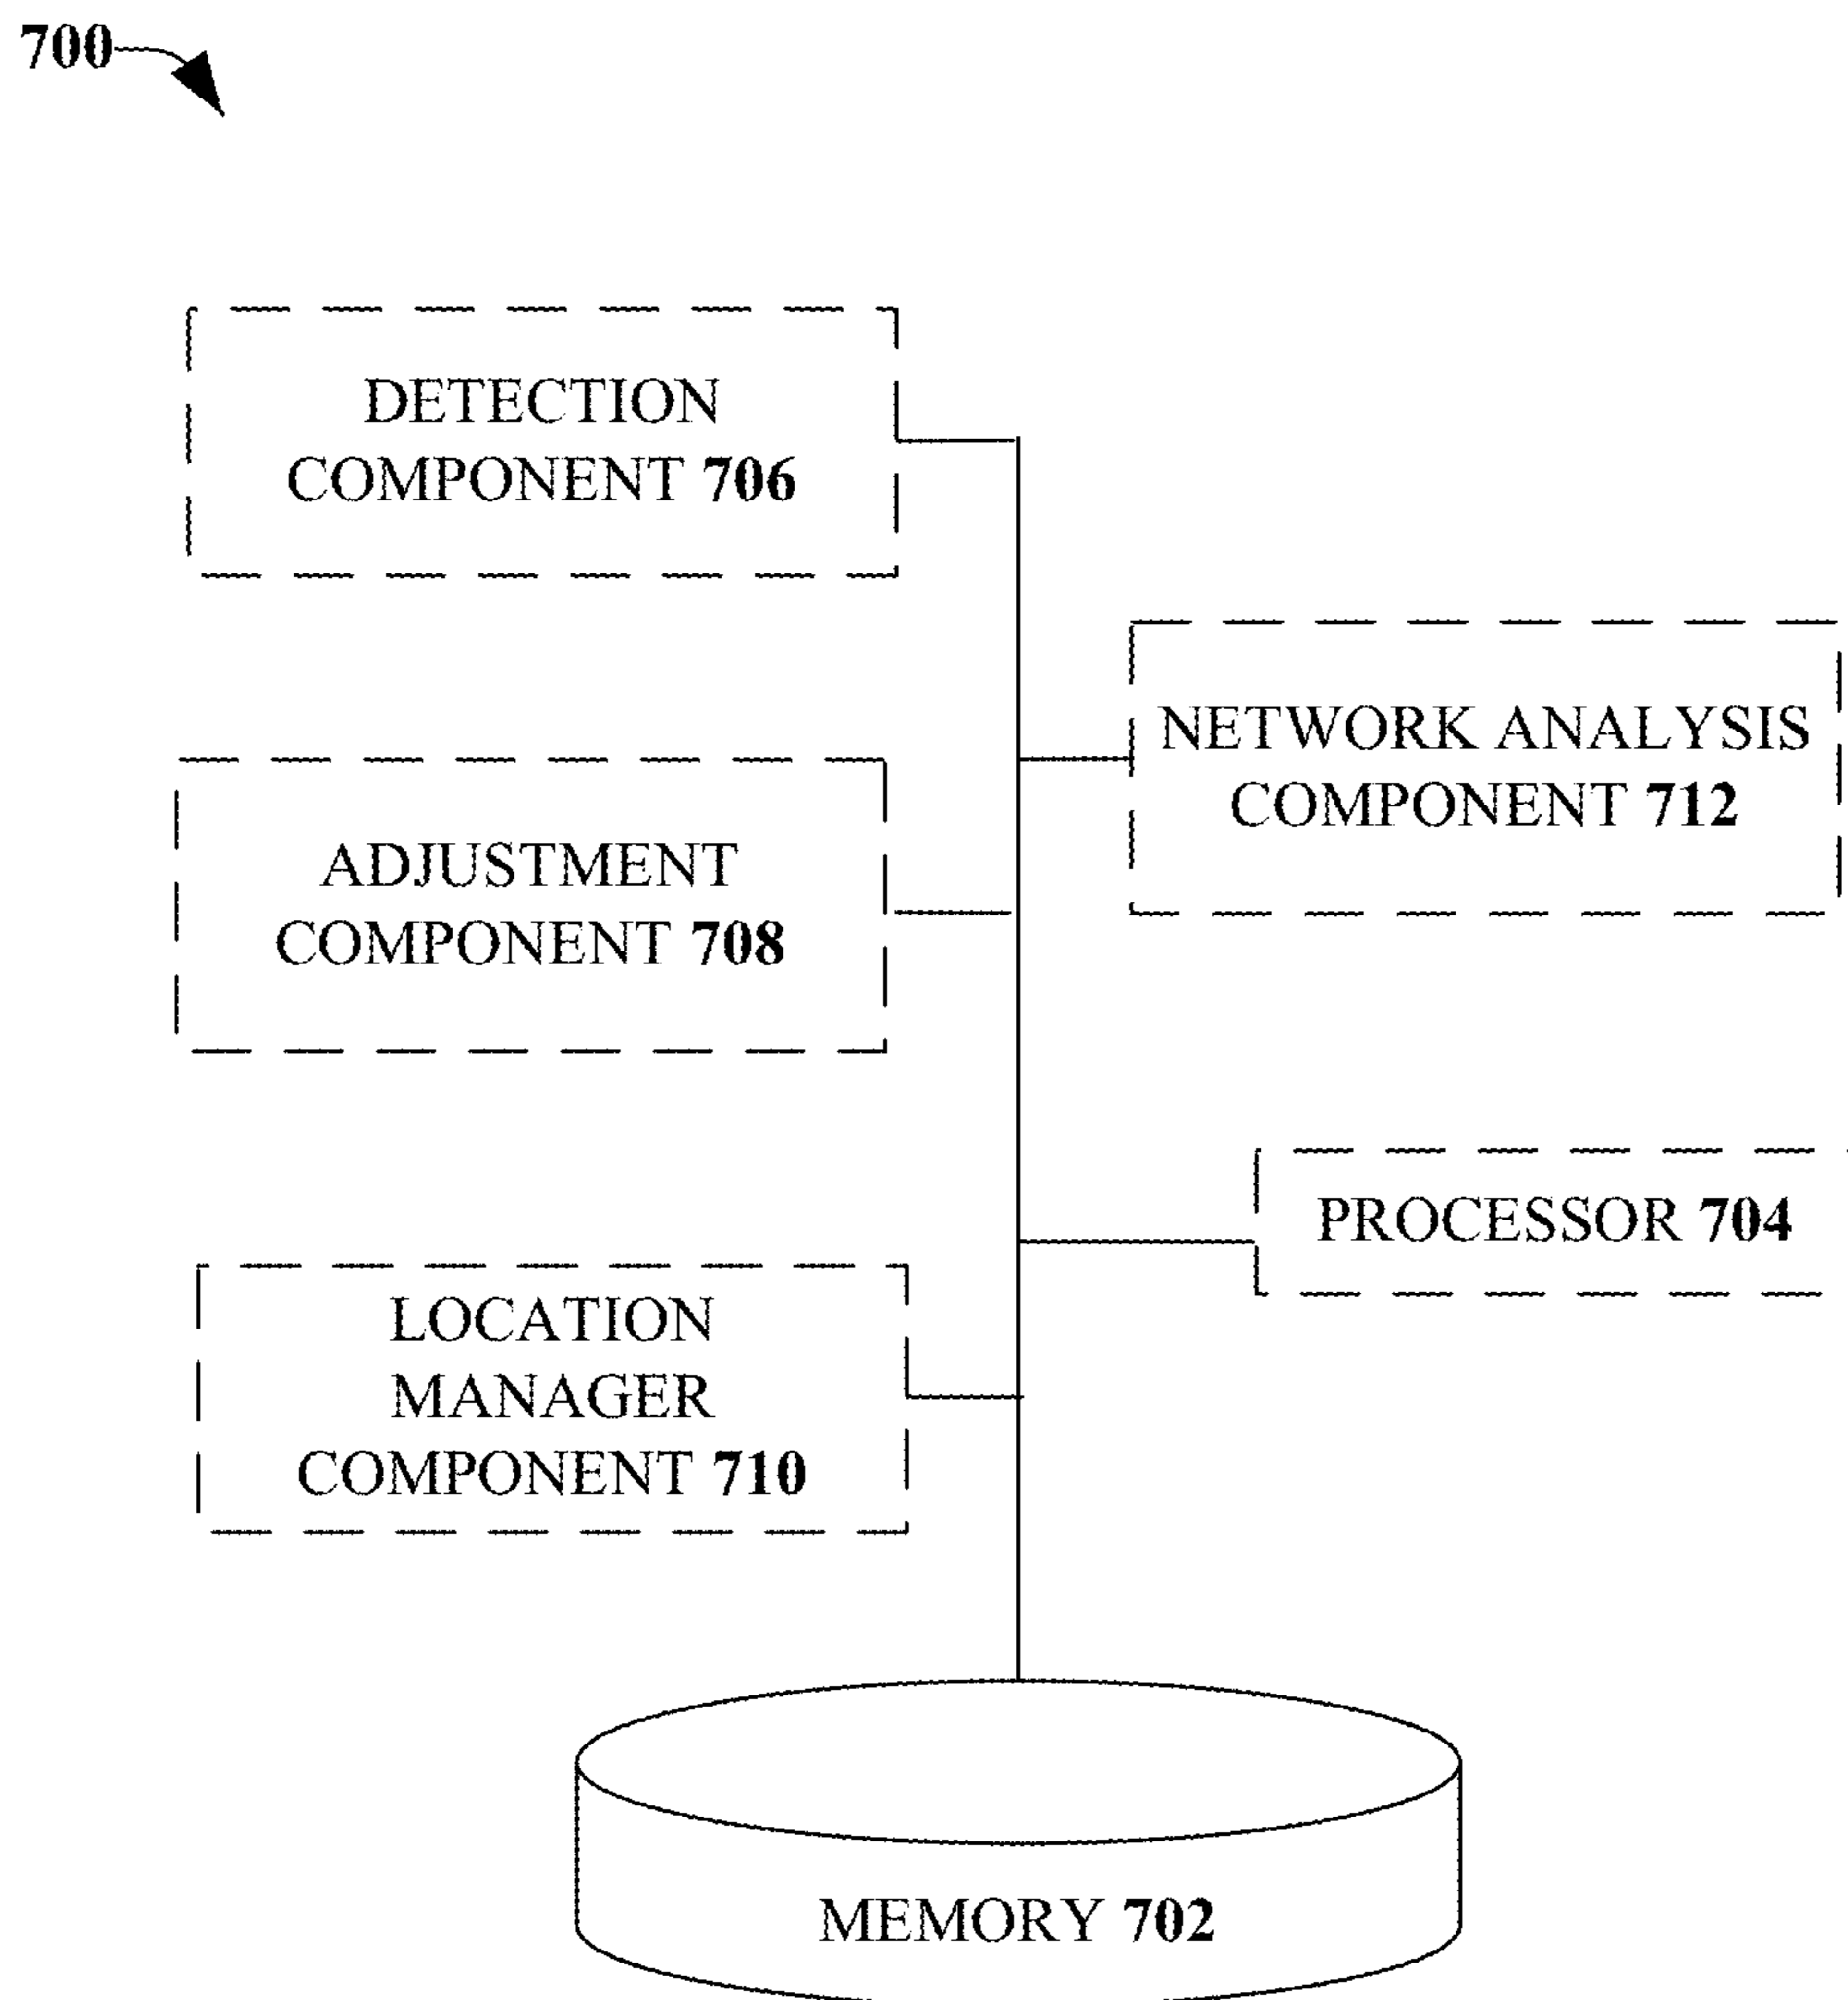 700
DETECTION
COMPONENT 706
NETWORK ANALYSIS
COMPONENT 712
ADJUSTMENT
COMPONENT 708
PROCESSOR 704
LOCATION
MANAGER
COMPONENT 710
MEMORY 702